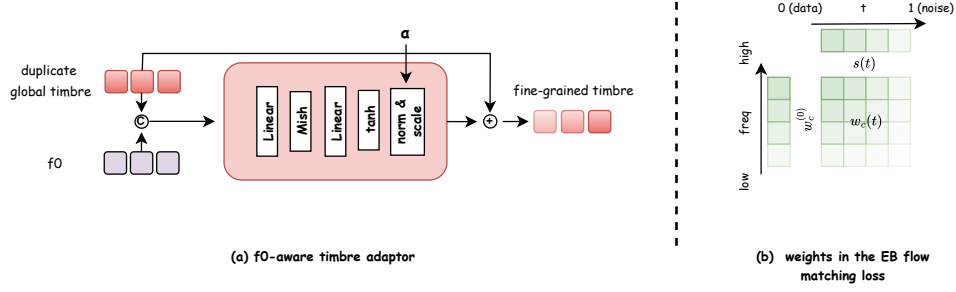 duplicate
global timbre
C
f0
a
Linear
Mish
Linear
tanh
norm &
scale
+
fine-grained timbre
(a) f0-aware timbre adaptor
0 (data)
t
1 (noise)
high
freq
low
s(t)
w_c^{(0)}
w_c(t)
(b) weights in the EB flow
matching loss